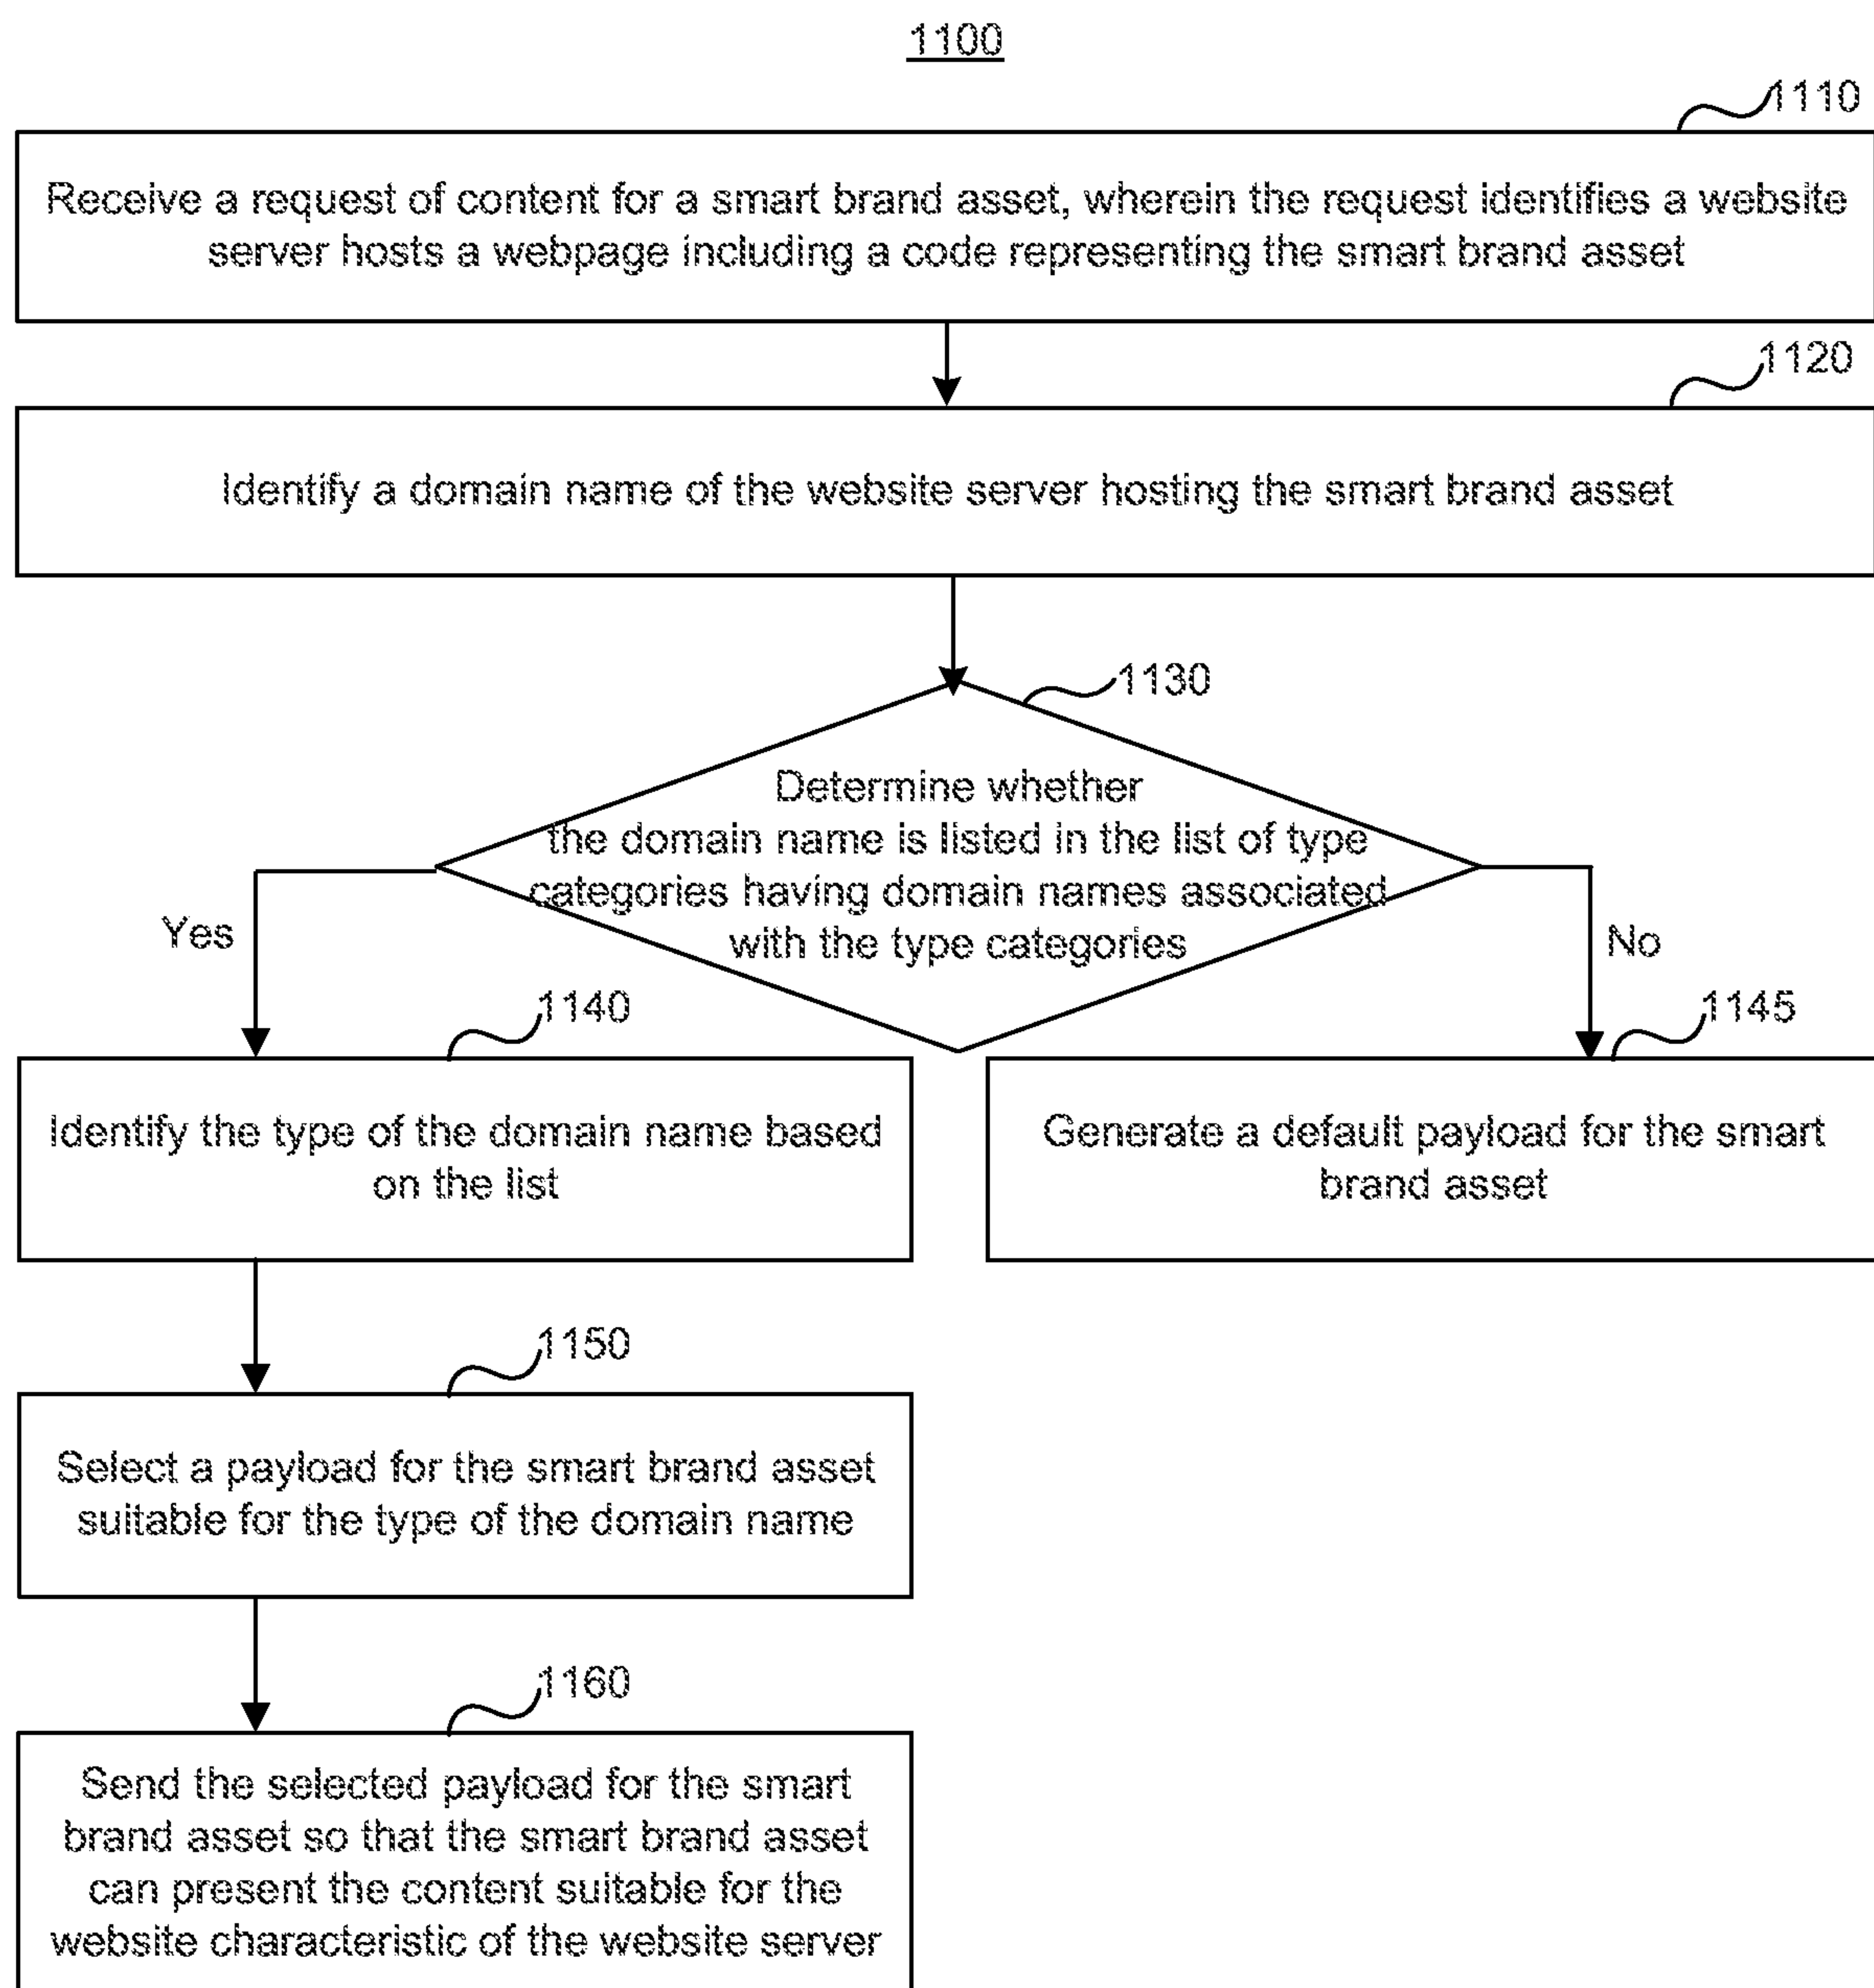 1100
1110
Receive a request of content for a smart brand asset, wherein the request identifies a website
server hosts a webpage including a code representing the smart brand asset
1120
Identify a domain name of the website server hosting the smart brand asset
1130
Determine whether
the domain name is listed in the list of type
categories having domain names associated
with the type categories
Yes
No
1140
1145
Identify the type of the domain name based
on the list
Generate a default payload for the smart
brand asset
1150
Select a payload for the smart brand asset
suitable for the type of the domain name
1160
Send the selected payload for the smart
brand asset so that the smart brand asset
can present the content suitable for the
website characteristic of the website server